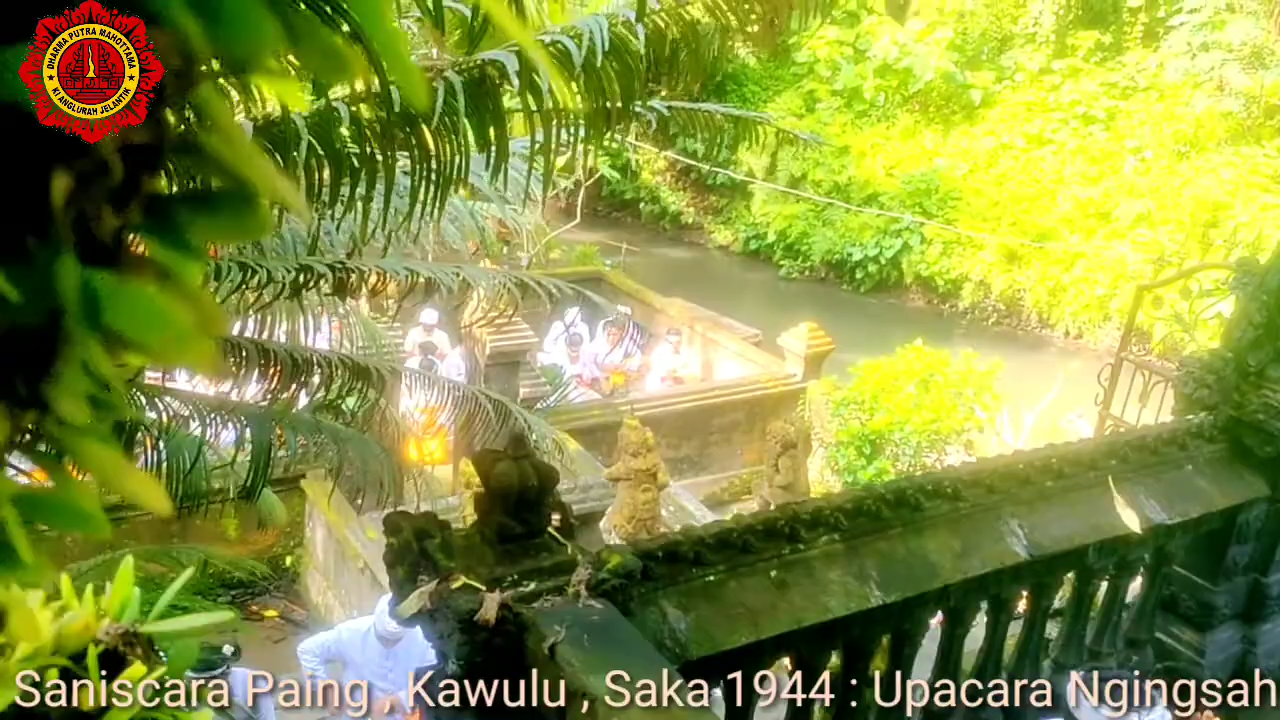 DHARMA PUTRA MAHOTTAMA
KI ANGLURAH JELANTIK
Saniscara Paing , Kawulu , Saka 1944 : Upacara Ngingsah